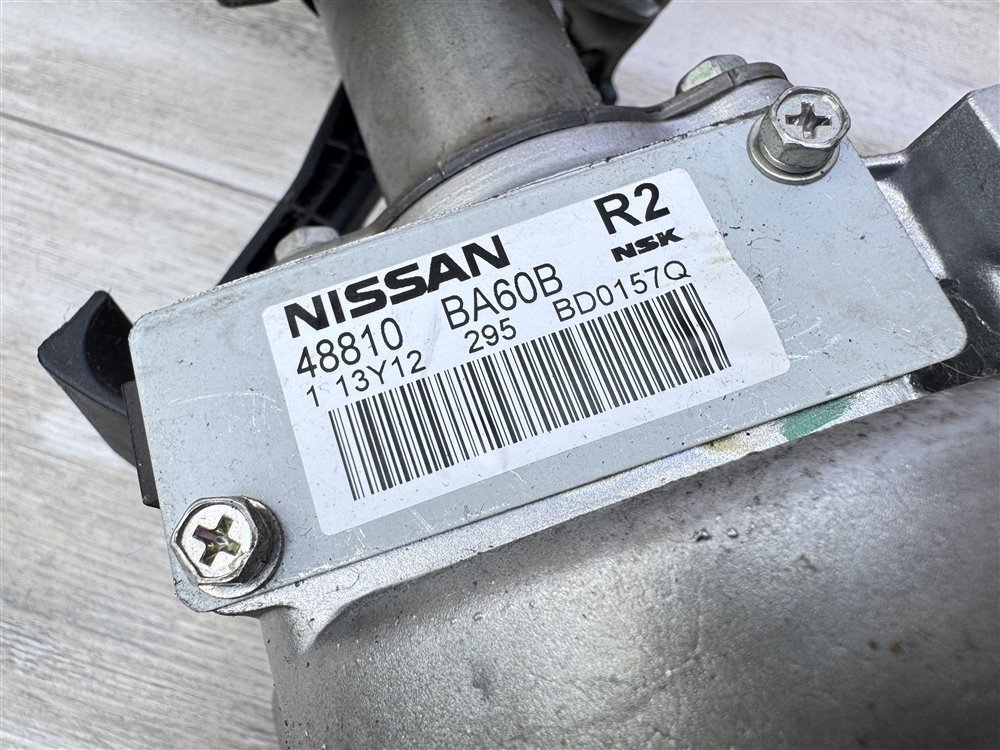 NISSAN R2
48810 BA60B NSK
1 13Y12 295 BD0157Q